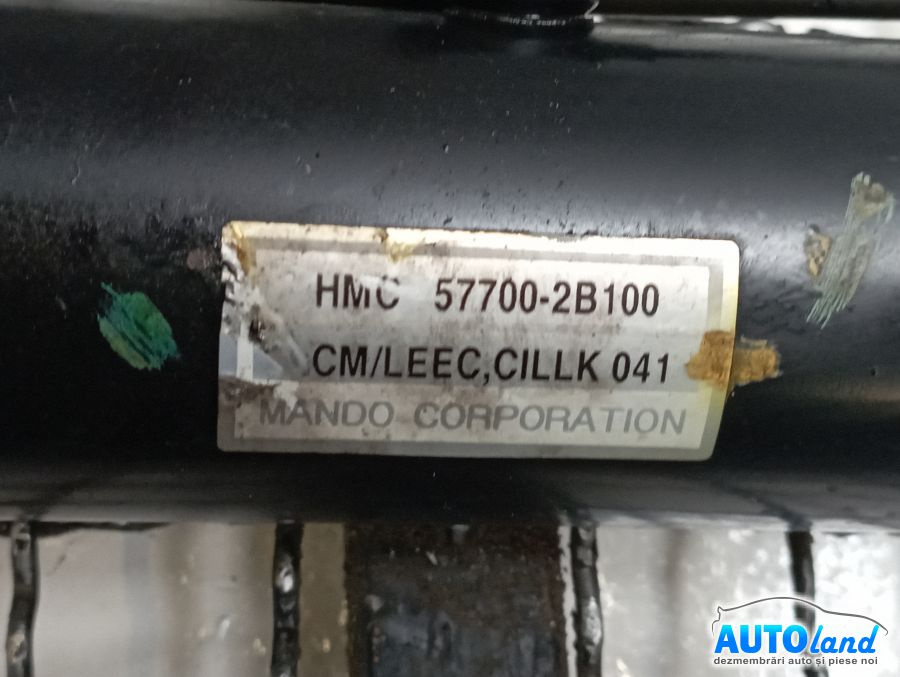 HMC 57700-2B100
CM/LEEC,CILLK 041
MANDO CORPORATION
AUTOland
dezmembrări auto și piese noi